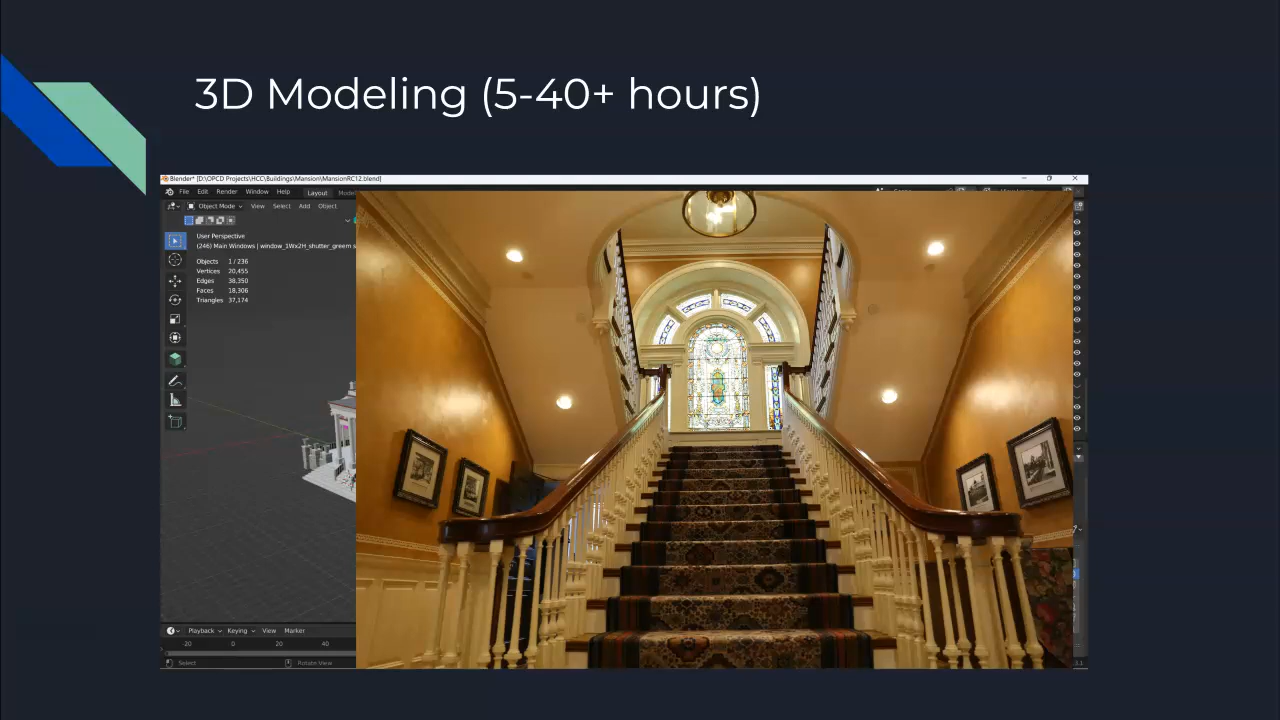 3D Modeling (5-40+ hours)
Blender* [D:\OPCD Projects\HCC\Buildings\Mansion\MansionRC12.blend]
File Edit Render Window Help Layout
Object Mode View Select Add Object
User Perspective
(246) Main Windows | window_1Wx2H_shutter_greem s
Objects 1 / 236
Vertices 20,455
Edges 38,350
Faces 18,306
Triangles 37,174
Playback Keying View Marker
-20 0 20 40
Select Rotate View